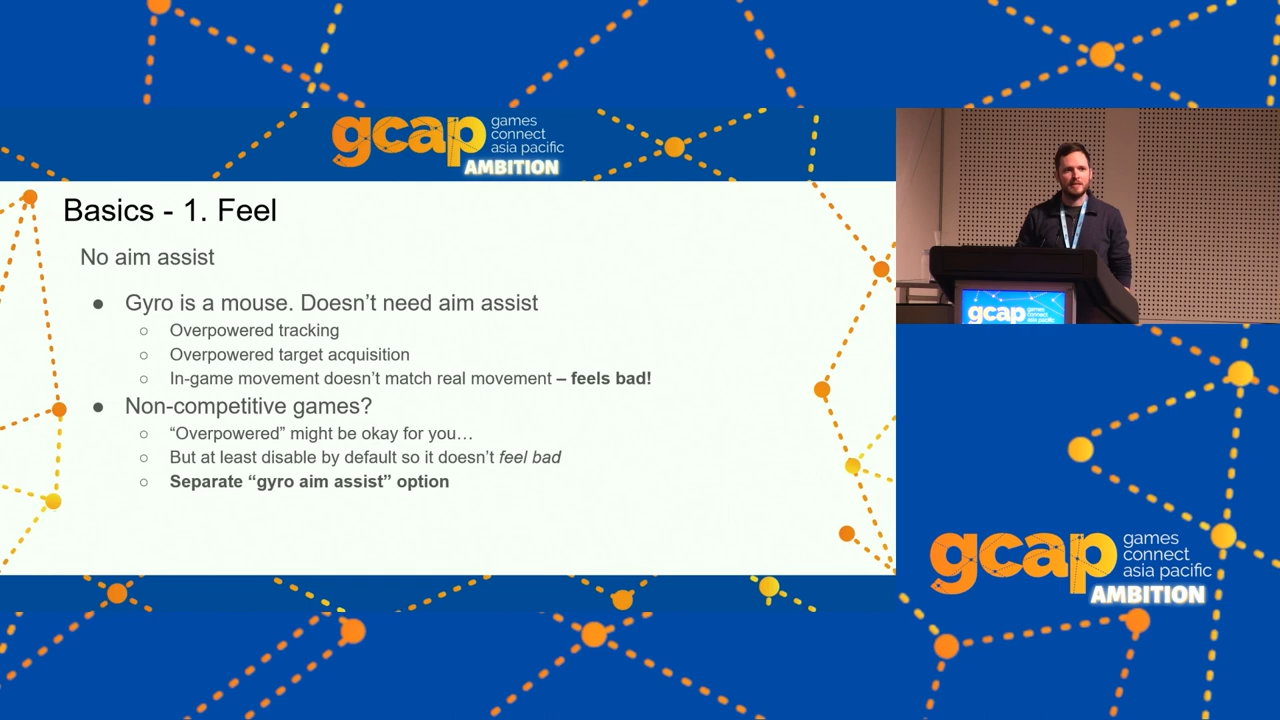 gcap
games
connect
asia pacific
AMBITION
Basics - 1. Feel
No aim assist
● Gyro is a mouse. Doesn’t need aim assist
○ Overpowered tracking
○ Overpowered target acquisition
○ In-game movement doesn’t match real movement – feels bad!
● Non-competitive games?
○ “Overpowered” might be okay for you…
○ But at least disable by default so it doesn’t feel bad
○ Separate “gyro aim assist” option
gcap
games
connect
asia pacific
gcap
games
connect
asia pacific
AMBITION